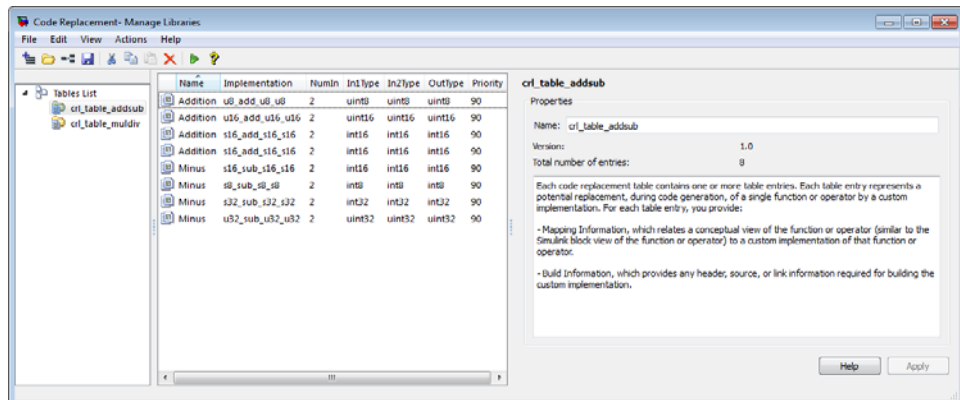 Code Replacement- Manage Libraries
File Edit View Actions Help
Tables List
crl_table_addsub
crl_table_muldiv
Name Implementation NumIn In1Type In2Type OutType Priority
Addition u8_add_u8_u8 2 uint8 uint8 uint8 90
Addition u16_add_u16_u16 2 uint16 uint16 uint16 90
Addition s16_add_s16_s16 2 int16 int16 int16 90
Addition s16_add_s16_s16 2 int16 int16 int16 90
Minus s16_sub_s16_s16 2 int16 int16 int16 90
Minus s8_sub_s8_s8 2 int8 int8 int8 90
Minus s32_sub_s32_s32 2 int32 int32 int32 90
Minus u32_sub_u32_u32 2 uint32 uint32 uint32 90
crl_table_addsub
Properties
Name: crl_table_addsub
Version: 1.0
Total number of entries: 8
Each code replacement table contains one or more table entries. Each table entry represents a
potential replacement, during code generation, of a single function or operator by a custom
implementation. For each table entry, you provide:
- Mapping Information, which relates a conceptual view of the function or operator (similar to the
Simulink block view of the function or operator) to a custom implementation of that function or
operator.
- Build Information, which provides any header, source, or link information required for building the
custom implementation.
Help Apply